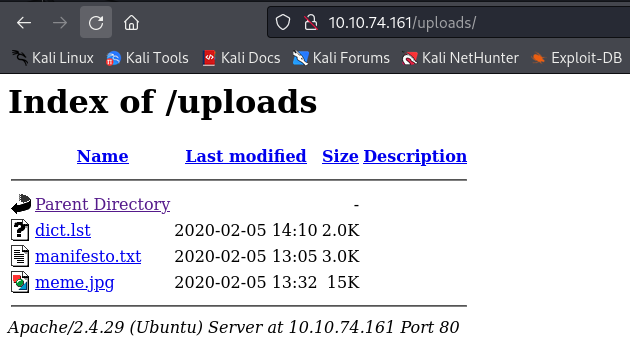 10.10.74.161/uploads/
Kali Linux Kali Tools Kali Docs Kali Forums Kali NetHunter Exploit-DB
Index of /uploads
Name Last modified Size Description
Parent Directory -
dict.lst 2020-02-05 14:10 2.0K
manifesto.txt 2020-02-05 13:05 3.0K
meme.jpg 2020-02-05 13:32 15K
Apache/2.4.29 (Ubuntu) Server at 10.10.74.161 Port 80